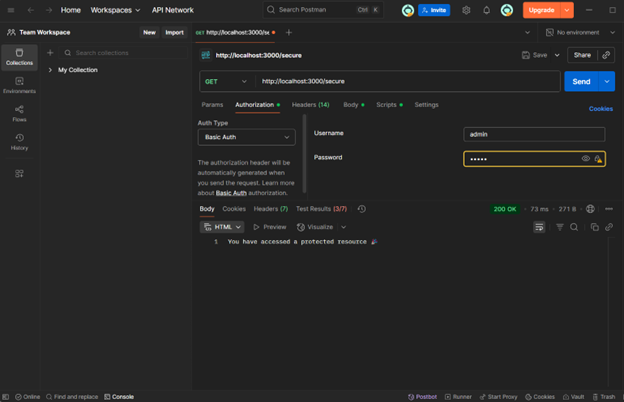 Home Workspaces API Network Search Postman Ctrl K Invite Upgrade
Team Workspace New Import GET http://localhost:3000/se No environment
Collections Search collections http://localhost:3000/secure Save Share
My Collection
GET http://localhost:3000/secure Send
Environments
Params Authorization Headers (14) Body Scripts Settings Cookies
Flows
Auth Type
Basic Auth
Username admin
History
Password •••••
The authorization header will be
automatically generated when
you send the request. Learn more
about Basic Auth authorization.
Body Cookies Headers (7) Test Results (3/7) 200 OK • 73 ms • 271 B
HTML Preview Visualize
1 You have accessed a protected resource 🎉
Online Find and replace Console Postbot Runner Start Proxy Cookies Vault Trash